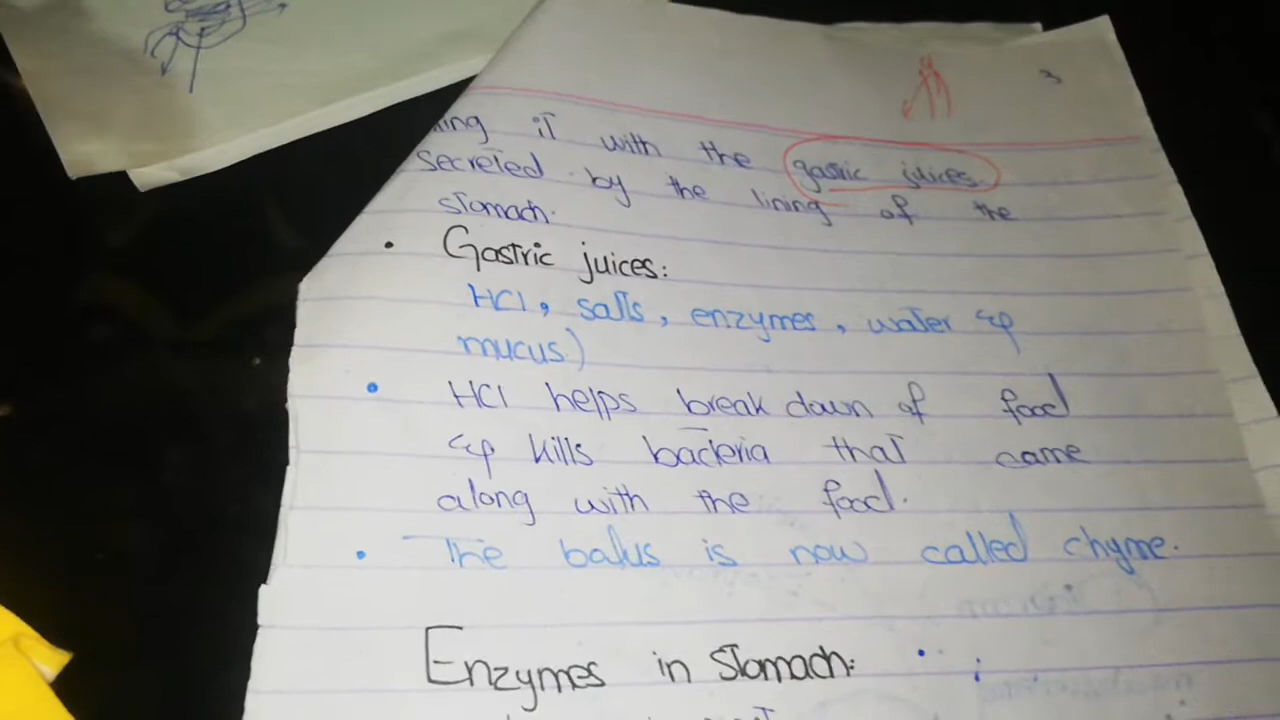 3
it with the gastric juices.
secreted by the lining of the
stomach.
• Gastric juices:
HCl, salts, enzymes, water &
mucus)
• HCl helps break down of food
& kills bacteria that came
along with the food.
• The bolus is now called chyme.
Enzymes in Stomach: